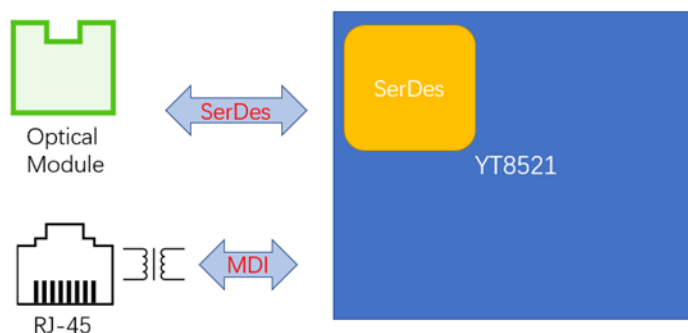 Optical
Module
SerDes
SerDes
YT8521
RJ-45
MDI